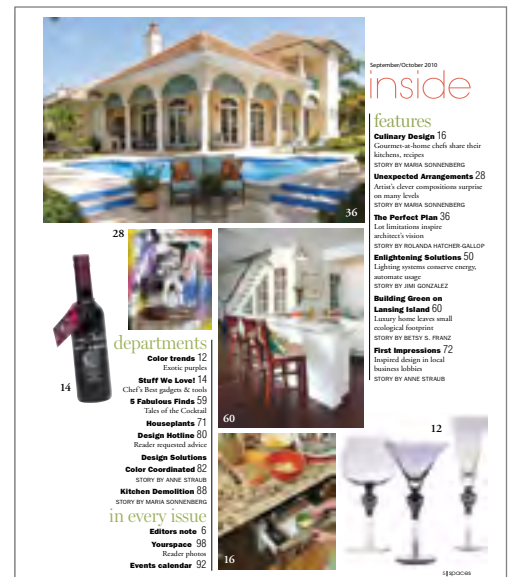 36
September/October 2010
inside
features
Culinary Design 16
Gourmet-at-home chefs share their
kitchens, recipes
STORY BY MARIA SONNENBERG
Unexpected Arrangements 28
Artist's clever compositions surprise
on many levels
STORY BY MARIA SONNENBERG
The Perfect Plan 36
Lot limitations inspire
architect's vision
STORY BY ROLANDA HATCHER-GALLOP
Enlightening Solutions 50
Lighting systems conserve energy,
automate usage
STORY BY JIMI GONZALEZ
Building Green on
Lansing Island 60
Luxury home leaves small
ecological footprint
STORY BY BETSY S. FRANZ
First Impressions 72
Inspired design in local
business lobbies
STORY BY ANNE STRAUB
28
14
departments
Color trends 12
Exotic purples
Stuff We Love! 14
Chef's Best gadgets & tools
5 Fabulous Finds 59
Tales of the Cocktail
Houseplants 71
Design Hotline 80
Reader requested advice
Design Solutions
Color Coordinated 82
STORY BY ANNE STRAUB
Kitchen Demolition 88
STORY BY MARIA SONNENBERG
in every issue
Editors note 6
Yourspace 98
Reader photos
Events calendar 92
60
16
12
spaces